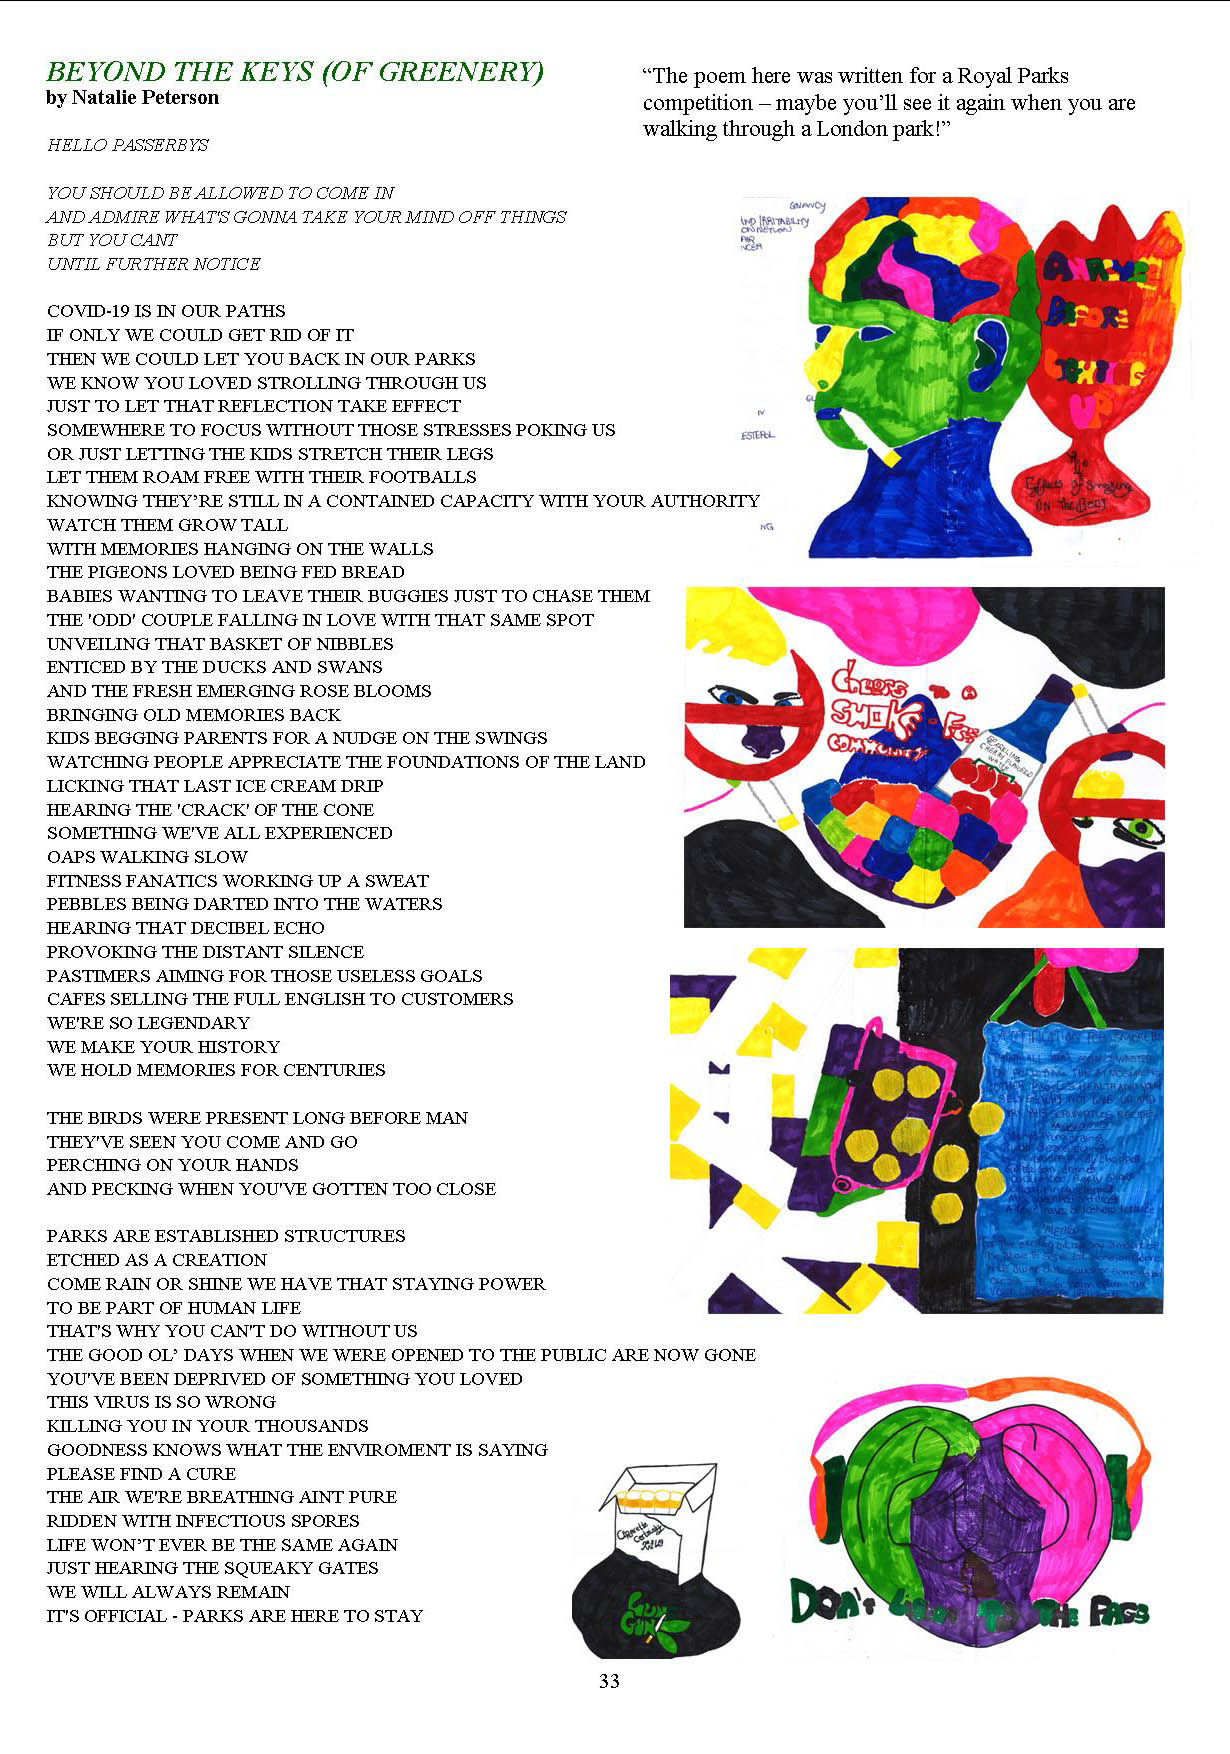 BEYOND THE KEYS (OF GREENERY)
by Natalie Peterson
HELLO PASSERBYS
YOU SHOULD BE ALLOWED TO COME IN
AND ADMIRE WHAT'S GONNA TAKE YOUR MIND OFF THINGS
BUT YOU CANT
UNTIL FURTHER NOTICE
COVID-19 IS IN OUR PATHS
IF ONLY WE COULD GET RID OF IT
THEN WE COULD LET YOU BACK IN OUR PARKS
WE KNOW YOU LOVED STROLLING THROUGH US
JUST TO LET THAT REFLECTION TAKE EFFECT
SOMEWHERE TO FOCUS WITHOUT THOSE STRESSES POKING US
OR JUST LETTING THE KIDS STRETCH THEIR LEGS
LET THEM ROAM FREE WITH THEIR FOOTBALLS
KNOWING THEY’RE STILL IN A CONTAINED CAPACITY WITH YOUR AUTHORITY
WATCH THEM GROW TALL
WITH MEMORIES HANGING ON THE WALLS
THE PIGEONS LOVED BEING FED BREAD
BABIES WANTING TO LEAVE THEIR BUGGIES JUST TO CHASE THEM
THE 'ODD' COUPLE FALLING IN LOVE WITH THAT SAME SPOT
UNVEILING THAT BASKET OF NIBBLES
ENTICED BY THE DUCKS AND SWANS
AND THE FRESH EMERGING ROSE BLOOMS
BRINGING OLD MEMORIES BACK
KIDS BEGGING PARENTS FOR A NUDGE ON THE SWINGS
WATCHING PEOPLE APPRECIATE THE FOUNDATIONS OF THE LAND
LICKING THAT LAST ICE CREAM DRIP
HEARING THE 'CRACK' OF THE CONE
SOMETHING WE'VE ALL EXPERIENCED
OAPS WALKING SLOW
FITNESS FANATICS WORKING UP A SWEAT
PEBBLES BEING DARTED INTO THE WATERS
HEARING THAT DECIBEL ECHO
PROVOKING THE DISTANT SILENCE
PASTIMERS AIMING FOR THOSE USELESS GOALS
CAFES SELLING THE FULL ENGLISH TO CUSTOMERS
WE'RE SO LEGENDARY
WE MAKE YOUR HISTORY
WE HOLD MEMORIES FOR CENTURIES
THE BIRDS WERE PRESENT LONG BEFORE MAN
THEY'VE SEEN YOU COME AND GO
PERCHING ON YOUR HANDS
AND PECKING WHEN YOU'VE GOTTEN TOO CLOSE
PARKS ARE ESTABLISHED STRUCTURES
ETCHED AS A CREATION
COME RAIN OR SHINE WE HAVE THAT STAYING POWER
TO BE PART OF HUMAN LIFE
THAT'S WHY YOU CAN'T DO WITHOUT US
THE GOOD OL’ DAYS WHEN WE WERE OPENED TO THE PUBLIC ARE NOW GONE
YOU'VE BEEN DEPRIVED OF SOMETHING YOU LOVED
THIS VIRUS IS SO WRONG
KILLING YOU IN YOUR THOUSANDS
GOODNESS KNOWS WHAT THE ENVIROMENT IS SAYING
PLEASE FIND A CURE
THE AIR WE'RE BREATHING AINT PURE
RIDDEN WITH INFECTIOUS SPORES
LIFE WON’T EVER BE THE SAME AGAIN
JUST HEARING THE SQUEAKY GATES
WE WILL ALWAYS REMAIN
IT'S OFFICIAL - PARKS ARE HERE TO STAY
“The poem here was written for a Royal Parks
competition – maybe you’ll see it again when you are
walking through a London park!”
GNANCY
IRRITABILITY
ESTEROL
NG
BEFORE
LIGHTING
UP
The
Effects of Smoking
ON the Body
Cheers TO A
SMOKE-FREE
COMMUNITY
SPARKLING
CHERRY FLAVORED
WATER
Cigarette
DON't THE FAGS
33